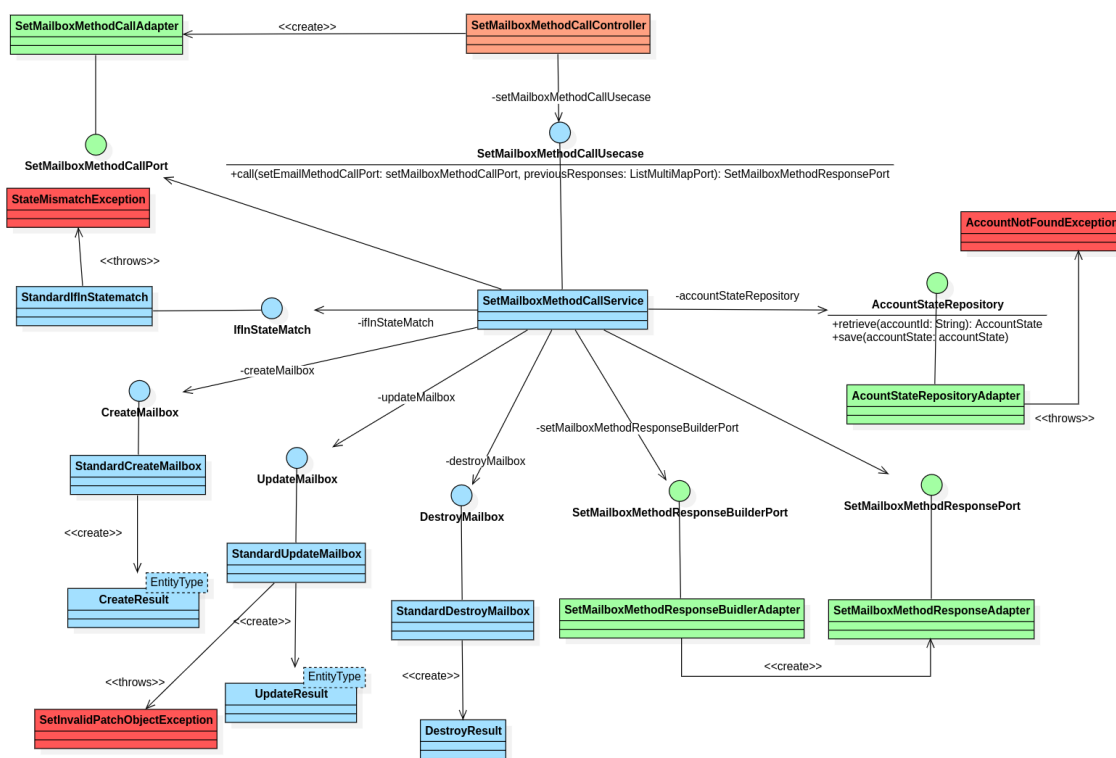 SetMailboxMethodCallAdapter
<<create>>
SetMailboxMethodCallController
-setMailboxMethodCallUsecase
SetMailboxMethodCallPort
SetMailboxMethodCallUsecase
+call(setEmailMethodCallPort: setMailboxMethodCallPort, previousResponses: ListMultiMapPort): SetMailboxMethodResponsePort
StateMismatchException
AccountNotFoundException
<<throws>>
StandardIfInStatematch
IfInStateMatch
-ifInStateMatch
SetMailboxMethodCallService
-accountStateRepository
AccountStateRepository
+retrieve(accountId: String): AccountState
+save(accountState: accountState)
-createMailbox
CreateMailbox
-updateMailbox
AcountStateRepositoryAdapter
<<throws>>
-setMailboxMethodResponseBuilderPort
StandardCreateMailbox
UpdateMailbox
-destroyMailbox
DestroyMailbox
SetMailboxMethodResponseBuilderPort
SetMailboxMethodResponsePort
<<create>>
StandardUpdateMailbox
EntityType
CreateResult
<<create>>
StandardDestroyMailbox
SetMailboxMethodResponseBuidlerAdapter
SetMailboxMethodResponseAdapter
<<create>>
<<throws>>
EntityType
UpdateResult
<<create>>
SetInvalidPatchObjectException
DestroyResult